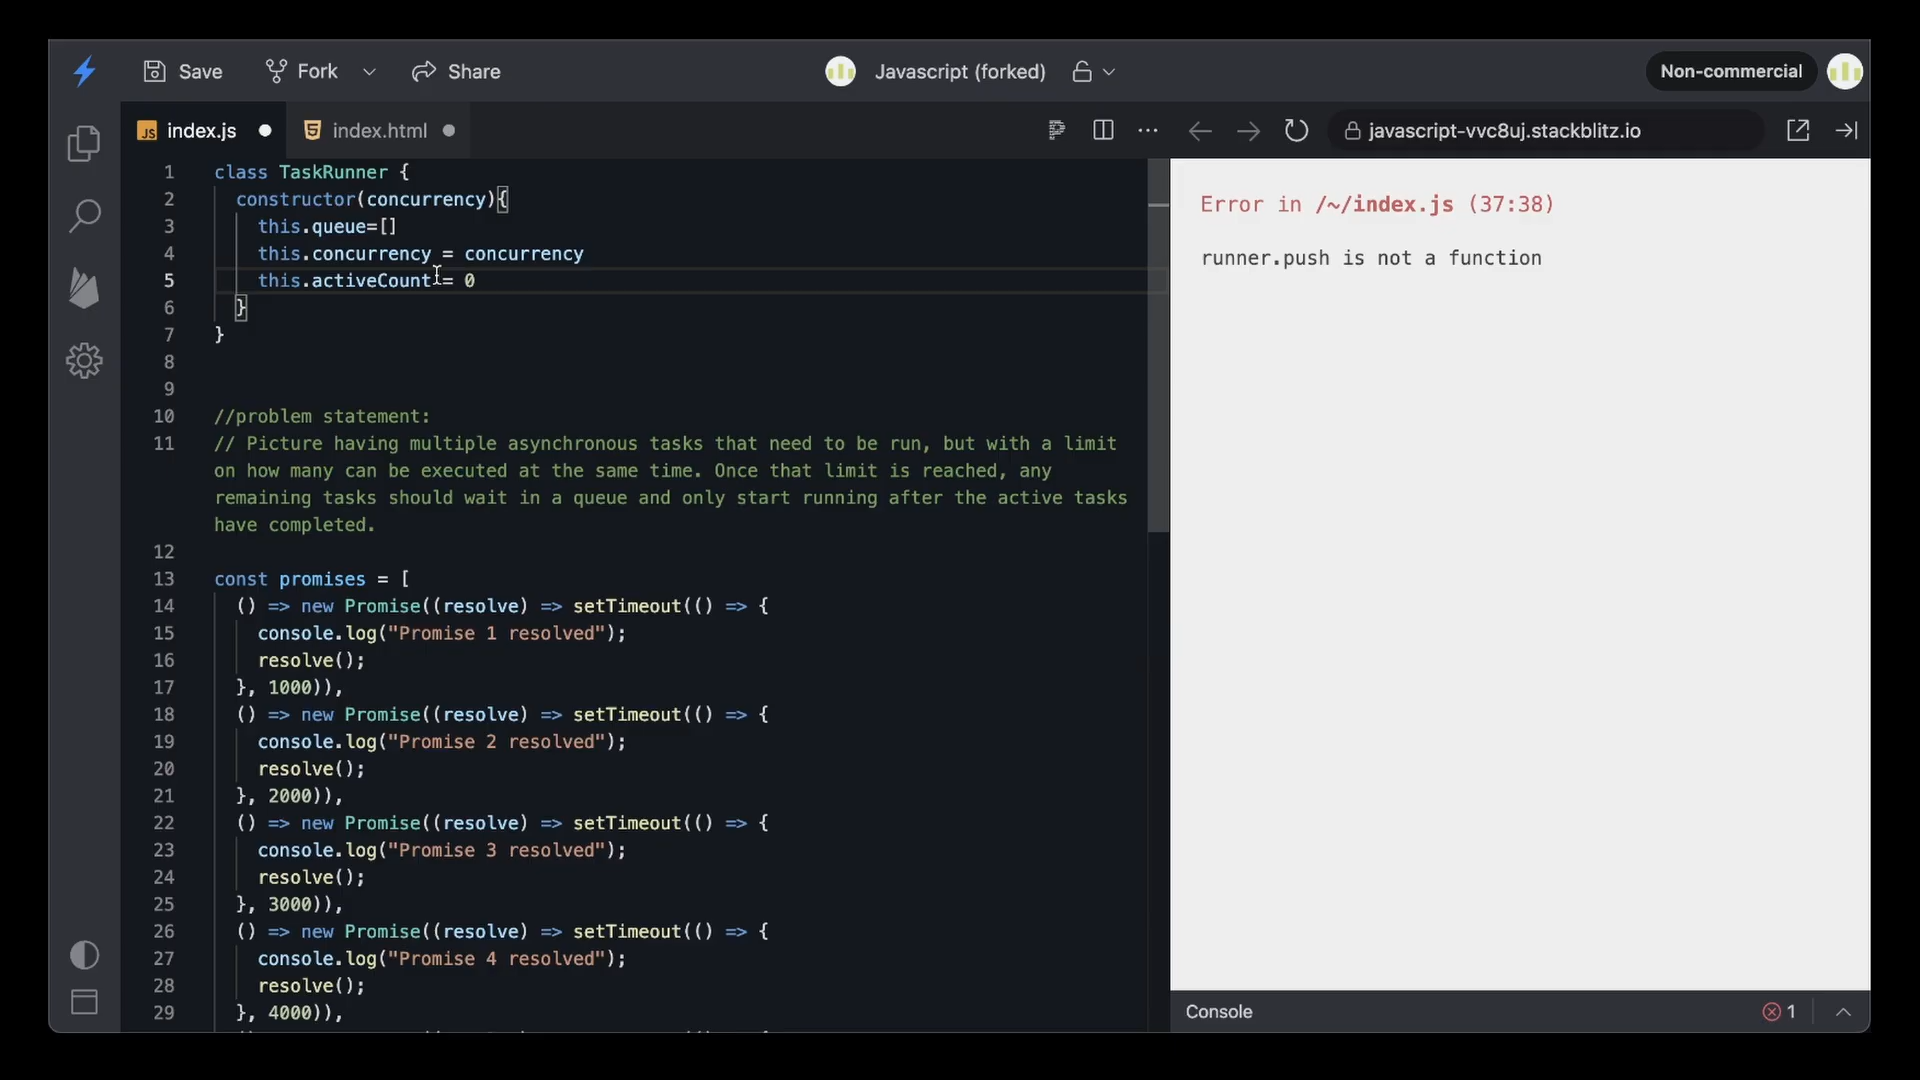 Save Fork Share Javascript (forked) Non-commercial
JS index.js index.html javascript-vvc8uj.stackblitz.io
1 class TaskRunner {
2 constructor(concurrency){
3 this.queue=[]
4 this.concurrency = concurrency
5 this.activeCount = 0
6 }
7 }
8
9
10 //problem statement:
11 // Picture having multiple asynchronous tasks that need to be run, but with a limit
on how many can be executed at the same time. Once that limit is reached, any
remaining tasks should wait in a queue and only start running after the active tasks
have completed.
12
13 const promises = [
14 () => new Promise((resolve) => setTimeout(() => {
15 console.log("Promise 1 resolved");
16 resolve();
17 }, 1000)),
18 () => new Promise((resolve) => setTimeout(() => {
19 console.log("Promise 2 resolved");
20 resolve();
21 }, 2000)),
22 () => new Promise((resolve) => setTimeout(() => {
23 console.log("Promise 3 resolved");
24 resolve();
25 }, 3000)),
26 () => new Promise((resolve) => setTimeout(() => {
27 console.log("Promise 4 resolved");
28 resolve();
29 }, 4000)),
Error in /~/index.js (37:38)
runner.push is not a function
Console 1